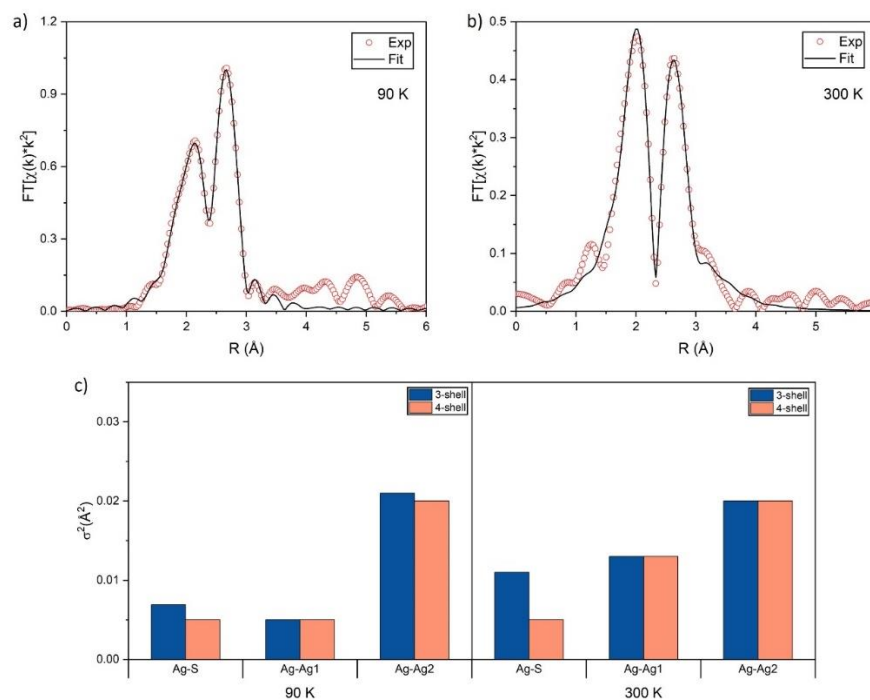 a)
1.2
0.9
0.6
0.3
0.0
FT[χ(k)*k²]
Exp
Fit
90 K
0 1 2 3 4 5 6
R (Å)
b)
0.5
0.4
0.3
0.2
0.1
0.0
FT[χ(k)*k²]
Exp
Fit
300 K
0 1 2 3 4 5
R (Å)
c)
0.03
0.02
0.01
0.00
σ²(Å²)
3-shell
4-shell
3-shell
4-shell
Ag-S Ag-Ag1 Ag-Ag2 Ag-S Ag-Ag1 Ag-Ag2
90 K 300 K